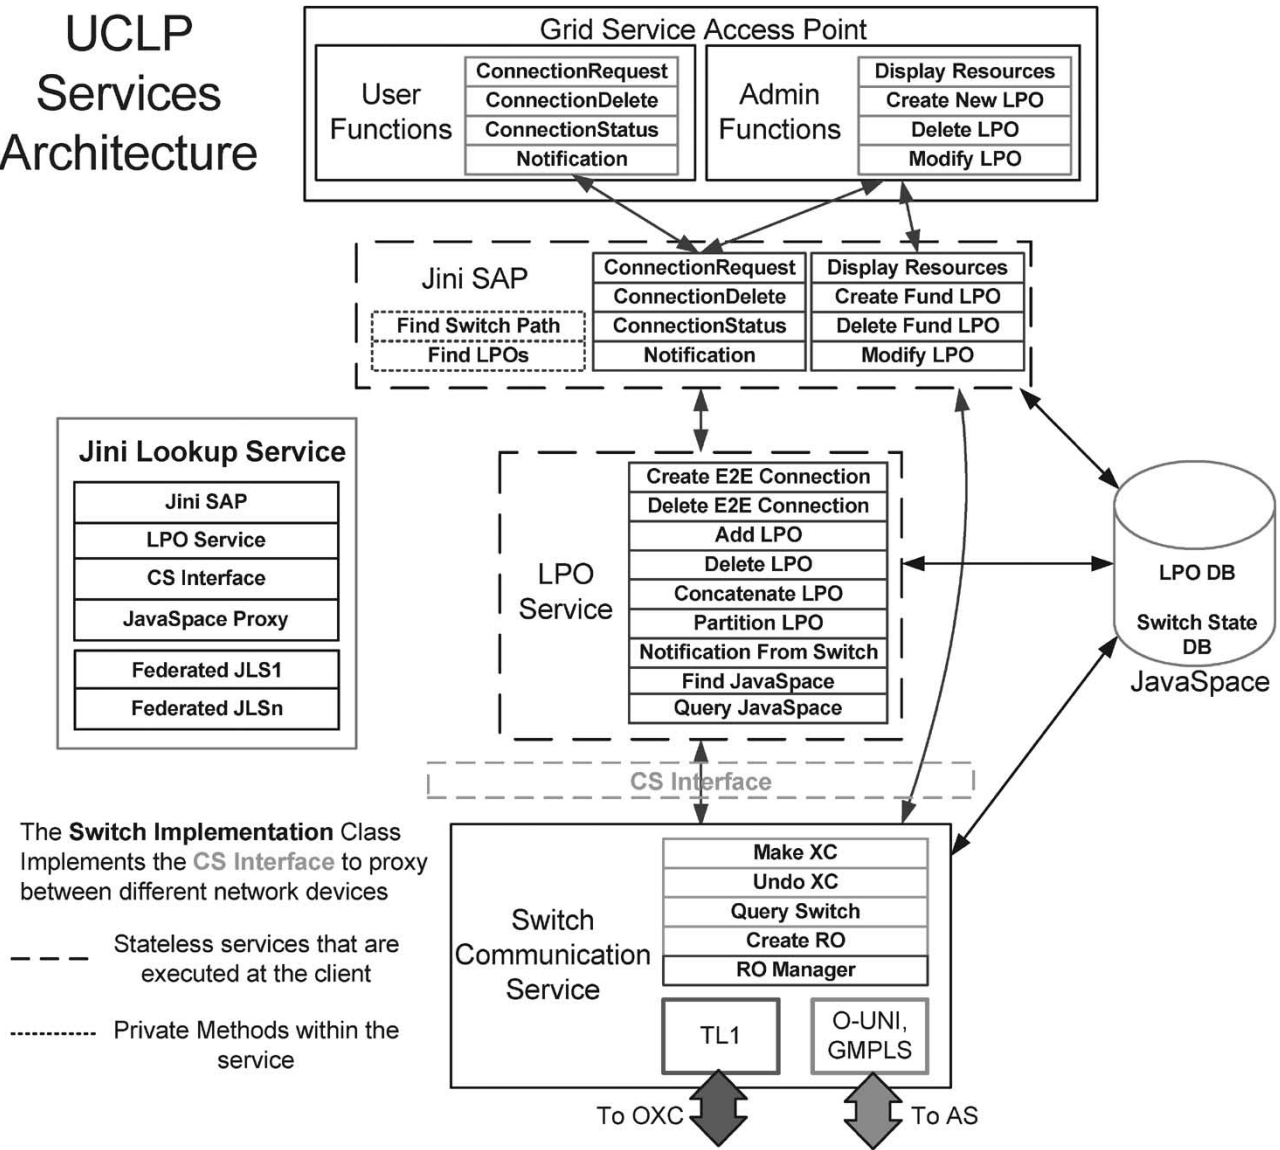 UCLP
Services
Architecture
Grid Service Access Point
User
Functions
ConnectionRequest
ConnectionDelete
ConnectionStatus
Notification
Admin
Functions
Display Resources
Create New LPO
Delete LPO
Modify LPO
Jini SAP
Find Switch Path
Find LPOs
ConnectionRequest
ConnectionDelete
ConnectionStatus
Notification
Display Resources
Create Fund LPO
Delete Fund LPO
Modify LPO
Jini Lookup Service
Jini SAP
LPO Service
CS Interface
JavaSpace Proxy
Federated JLS1
Federated JLSn
LPO
Service
Create E2E Connection
Delete E2E Connection
Add LPO
Delete LPO
Concatenate LPO
Partition LPO
Notification From Switch
Find JavaSpace
Query JavaSpace
LPO DB
Switch State
DB
JavaSpace
CS Interface
The Switch Implementation Class
Implements the CS Interface to proxy
between different network devices
Stateless services that are
executed at the client
Private Methods within the
service
Switch
Communication
Service
Make XC
Undo XC
Query Switch
Create RO
RO Manager
TL1
O-UNI,
GMPLS
To OXC
To AS